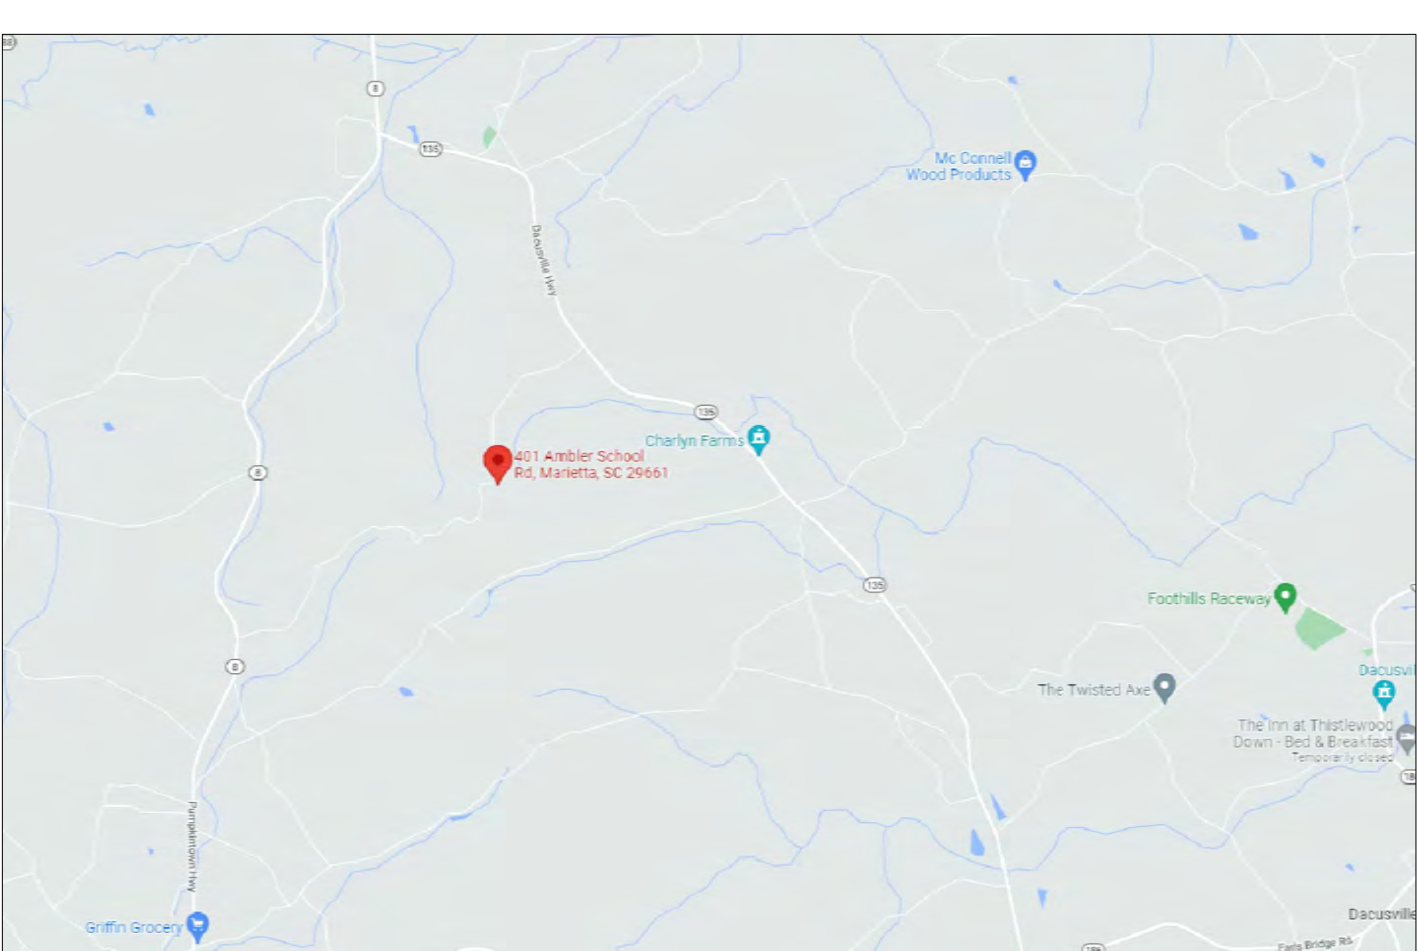 8
135
Mc Connell
Wood Products
Dacusville Hwy
135
Charlyn Farms
401 Ambler School
Rd, Marietta, SC 29661
8
135
Foothills Raceway
8
Dacusvil
The Twisted Axe
The Inn at Thistlewood
Down - Bed & Breakfast
Temporarily closed
Pumpkintown Hwy
Griffin Grocery
Dacusville
186
Earls Bridge Rd